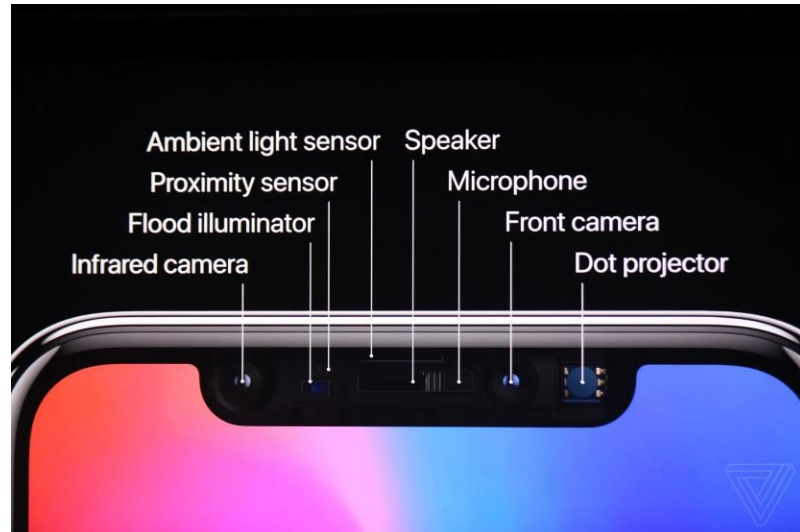 Ambient light sensor
Speaker
Proximity sensor
Microphone
Flood illuminator
Front camera
Infrared camera
Dot projector